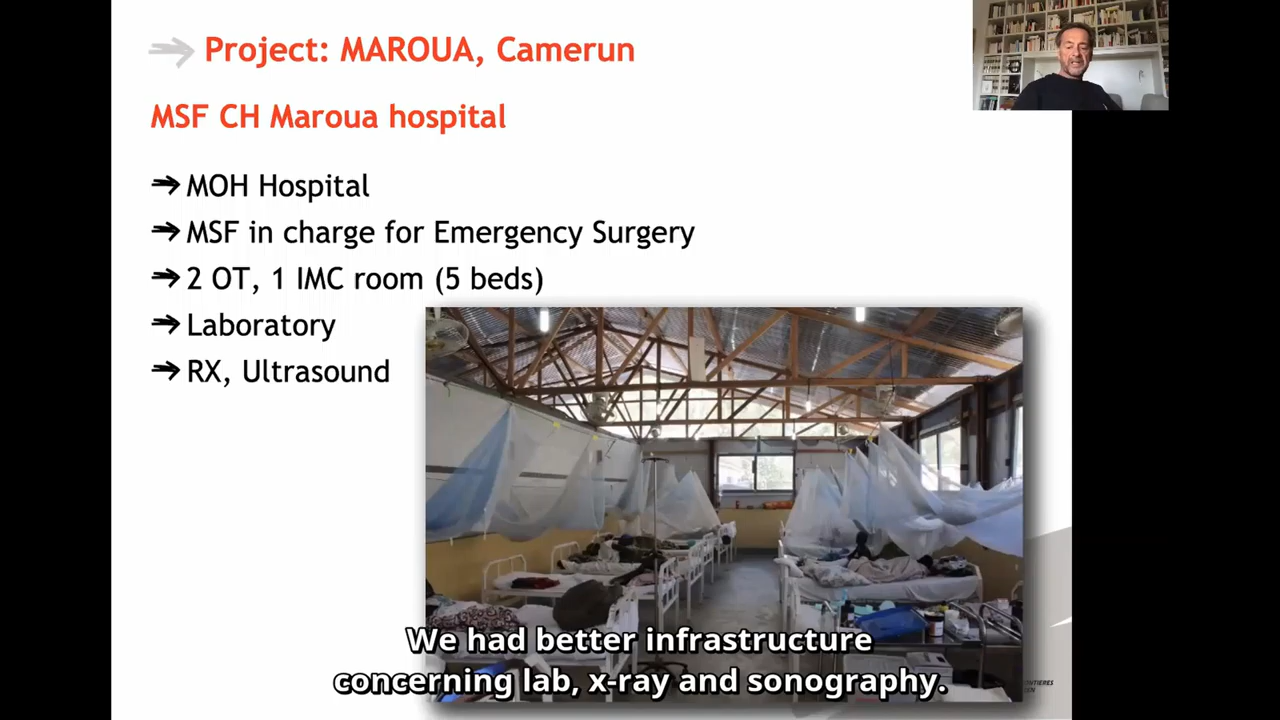 Project: MAROUA, Camerun
MSF CH Maroua hospital
MOH Hospital
MSF in charge for Emergency Surgery
2 OT, 1 IMC room (5 beds)
Laboratory
RX, Ultrasound
We had better infrastructure
concerning lab, x-ray and sonography.